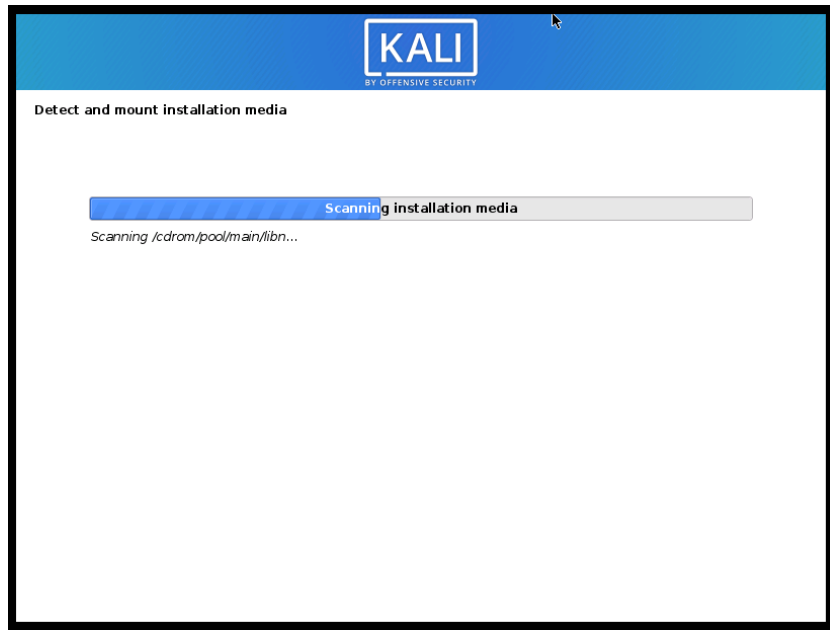 KALI
BY OFFENSIVE SECURITY
Detect and mount installation media
Scanning installation media
Scanning /cdrom/pool/main/libn...